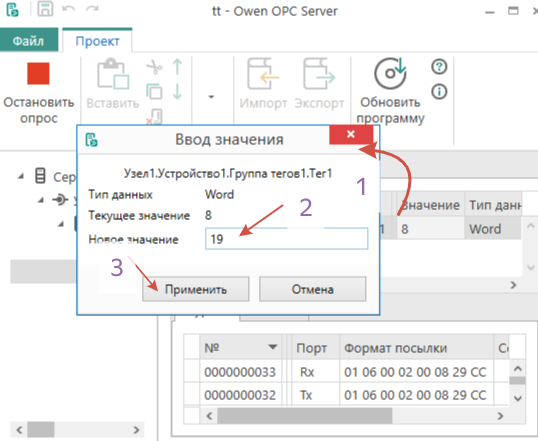 tt - Owen OPC Server
Файл
Проект
Остановить опрос
Вставить
Импорт
Экспорт
Обновить программу
Ввод значения
Узел1.Устройство1.Группа тегов1.Тег1
Тип данных Word
Текущее значение 8
Новое значение 19
Применить
Отмена
1
2
3
Сер
Значение
Тип данн
1
8
Word
№ Порт Формат посылки Со
0000000033 Rx 01 06 00 02 00 08 29 CC
0000000032 Tx 01 06 00 02 00 08 29 CC